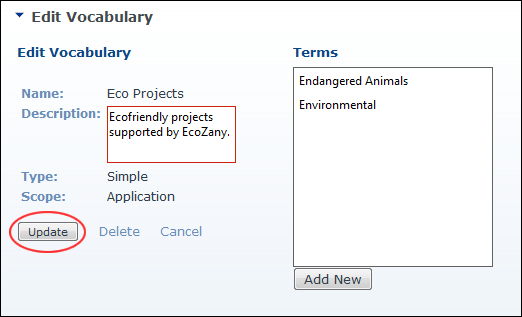 Edit Vocabulary
Edit Vocabulary
Name: Eco Projects
Description: Ecofriendly projects
supported by EcoZany.
Type: Simple
Scope: Application
Update Delete Cancel
Terms
Endangered Animals
Environmental
Add New